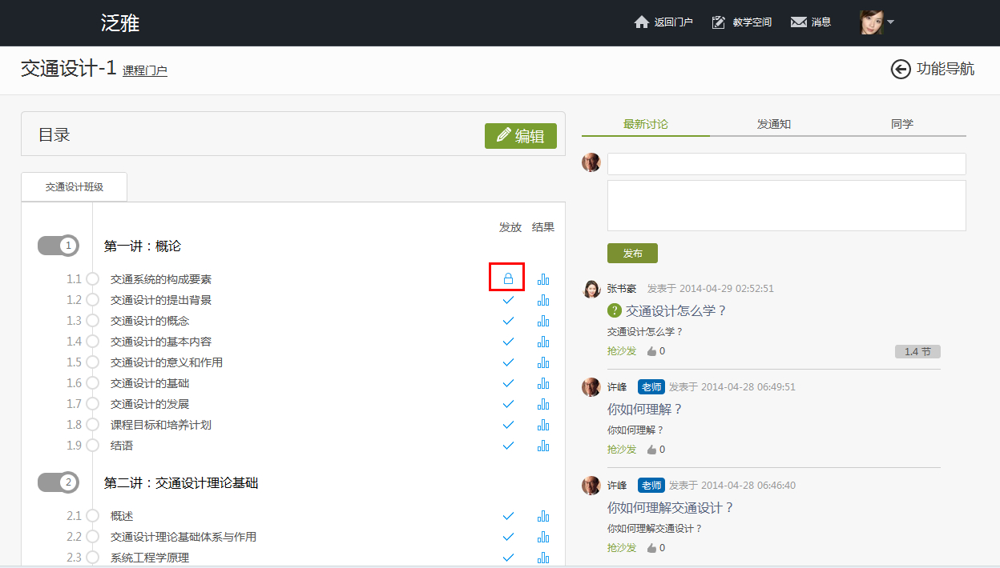 泛雅 返回门户 教学空间 消息
交通设计-1 课程门户 功能导航
目录 编辑
交通设计班级
发放 结果
1 第一讲：概论
1.1 交通系统的构成要素
1.2 交通设计的提出背景
1.3 交通设计的概念
1.4 交通设计的基本内容
1.5 交通设计的意义和作用
1.6 交通设计的基础
1.7 交通设计的发展
1.8 课程目标和培养计划
1.9 结语
2 第二讲：交通设计理论基础
2.1 概述
2.2 交通设计理论基础体系与作用
2.3 系统工程学原理
最新讨论 发通知 同学
发布
张书豪 发表于 2014-04-29 02:52:51
? 交通设计怎么学？
交通设计怎么学？
抢沙发 0 1.4 节
许峰 老师 发表于 2014-04-28 06:49:51
你如何理解？
你如何理解？
抢沙发 0
许峰 老师 发表于 2014-04-28 06:46:40
你如何理解交通设计？
你如何理解交通设计？
抢沙发 0